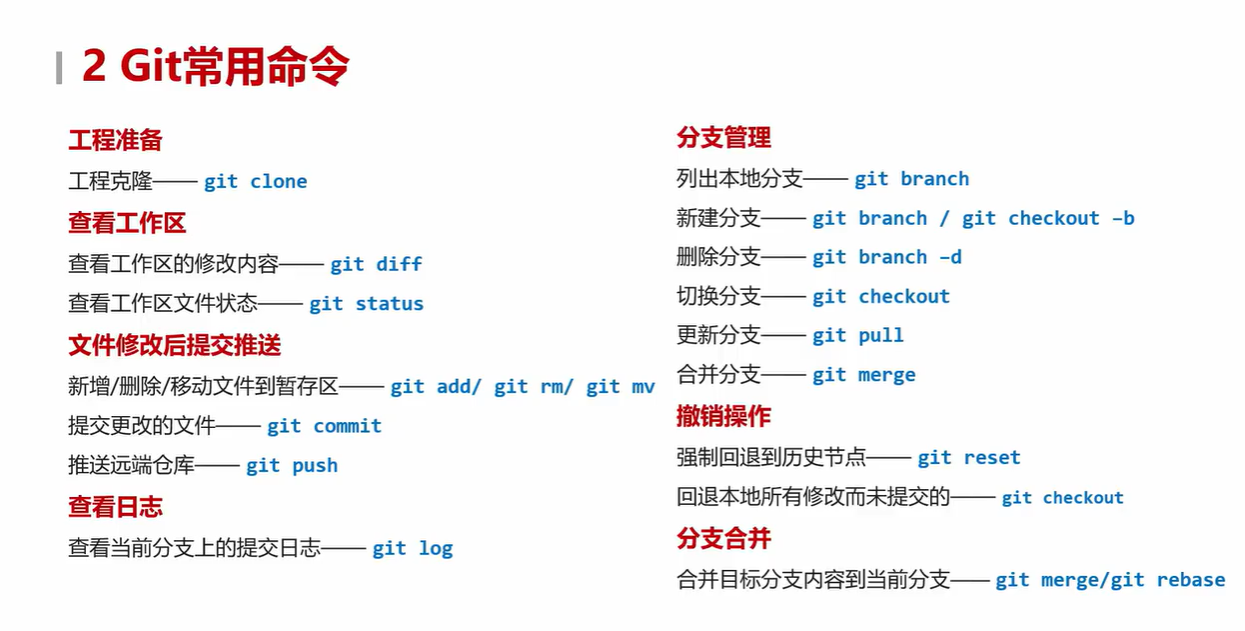 2 Git常用命令
工程准备
工程克隆—— git clone
查看工作区
查看工作区的修改内容—— git diff
查看工作区文件状态—— git status
文件修改后提交推送
新增/删除/移动文件到暂存区—— git add/ git rm/ git mv
提交更改的文件—— git commit
推送远端仓库—— git push
查看日志
查看当前分支上的提交日志—— git log
分支管理
列出本地分支—— git branch
新建分支—— git branch / git checkout –b
删除分支—— git branch –d
切换分支—— git checkout
更新分支—— git pull
合并分支—— git merge
撤销操作
强制回退到历史节点—— git reset
回退本地所有修改而未提交的—— git checkout
分支合并
合并目标分支内容到当前分支—— git merge/git rebase